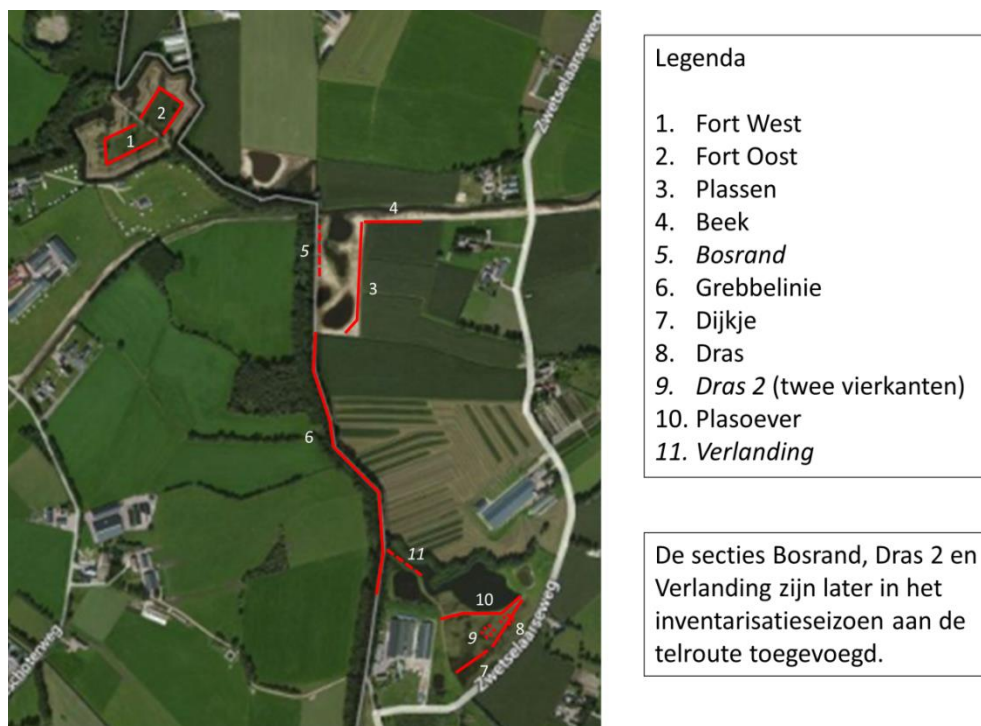 Zwetselaarseweg
2
1
4
5
3
6
11
10
9
8
7
Zwetselaarseweg
schoterweg
Legenda
1. Fort West
2. Fort Oost
3. Plassen
4. Beek
5. Bosrand
6. Grebbelinie
7. Dijkje
8. Dras
9. Dras 2 (twee vierkanten)
10. Plasoever
11. Verlanding
De secties Bosrand, Dras 2 en
Verlanding zijn later in het
inventarisatieseizoen aan de
telroute toegevoegd.